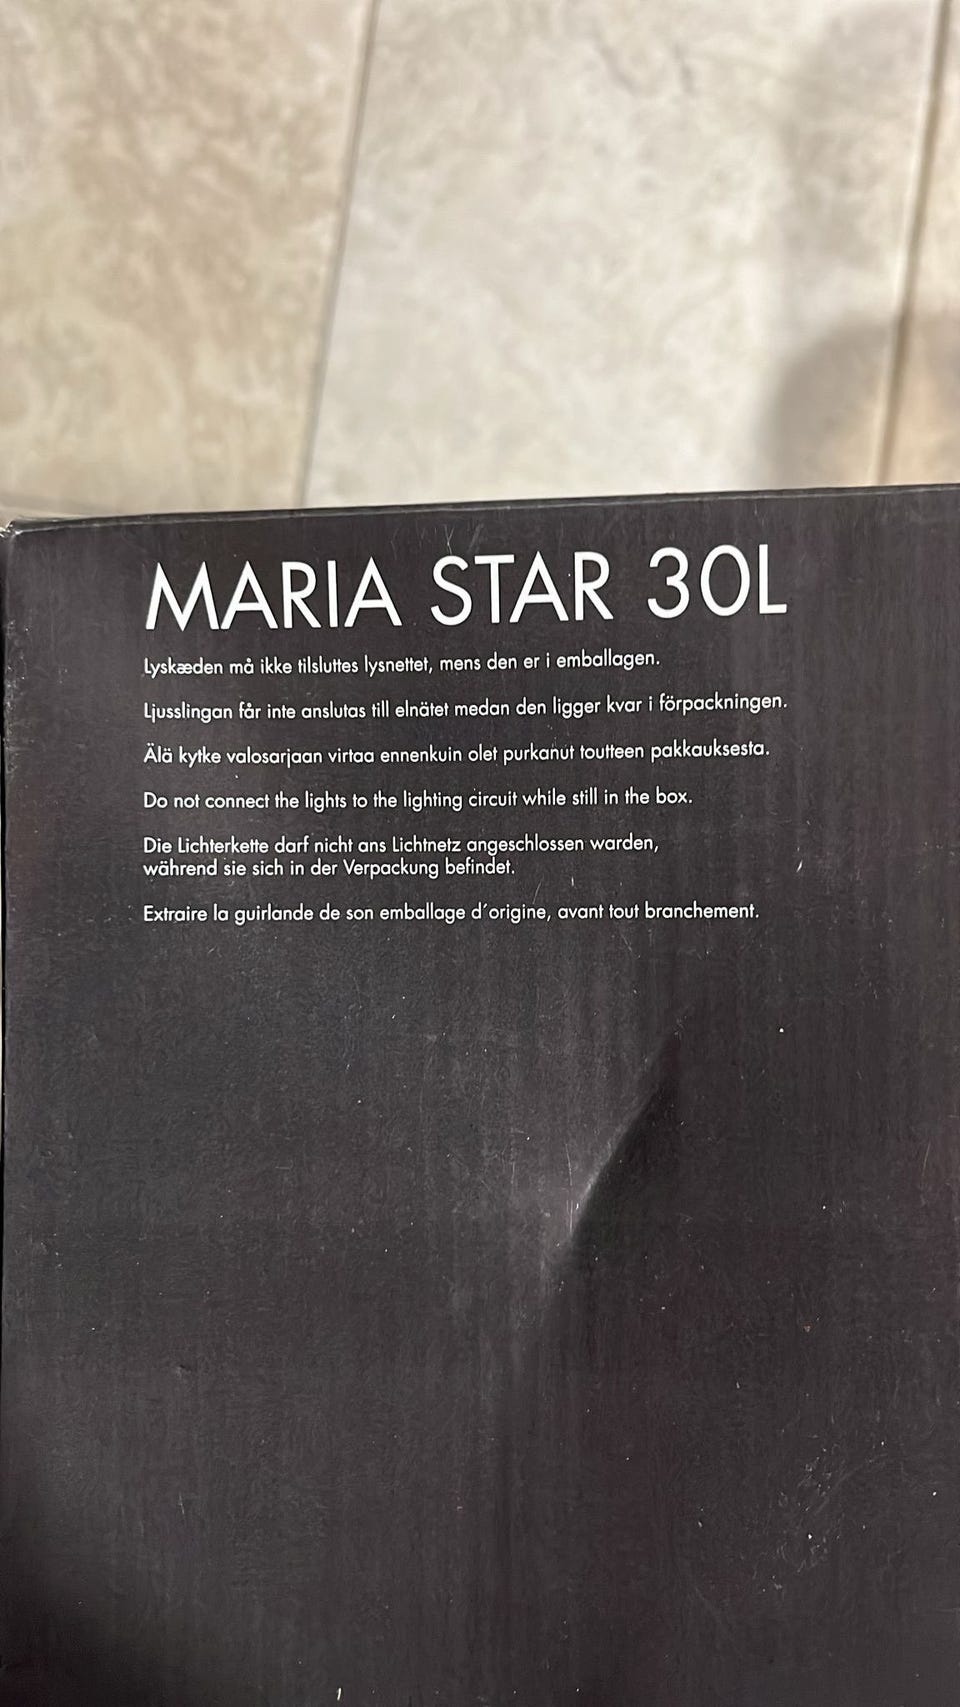 MARIA STAR 30L
Lyskæden må ikke tilsluttes lysnettet, mens den er i emballagen.
Ljusslingan får inte anslutas till elnätet medan den ligger kvar i förpackningen.
Älä kytke valosarjaan virtaa ennenkuin olet purkanut toutteen pakkauksesta.
Do not connect the lights to the lighting circuit while still in the box.
Die Lichterkette darf nicht ans Lichtnetz angeschlossen warden,
während sie sich in der Verpackung befindet.
Extraire la guirlande de son emballage d´origine, avant tout branchement.